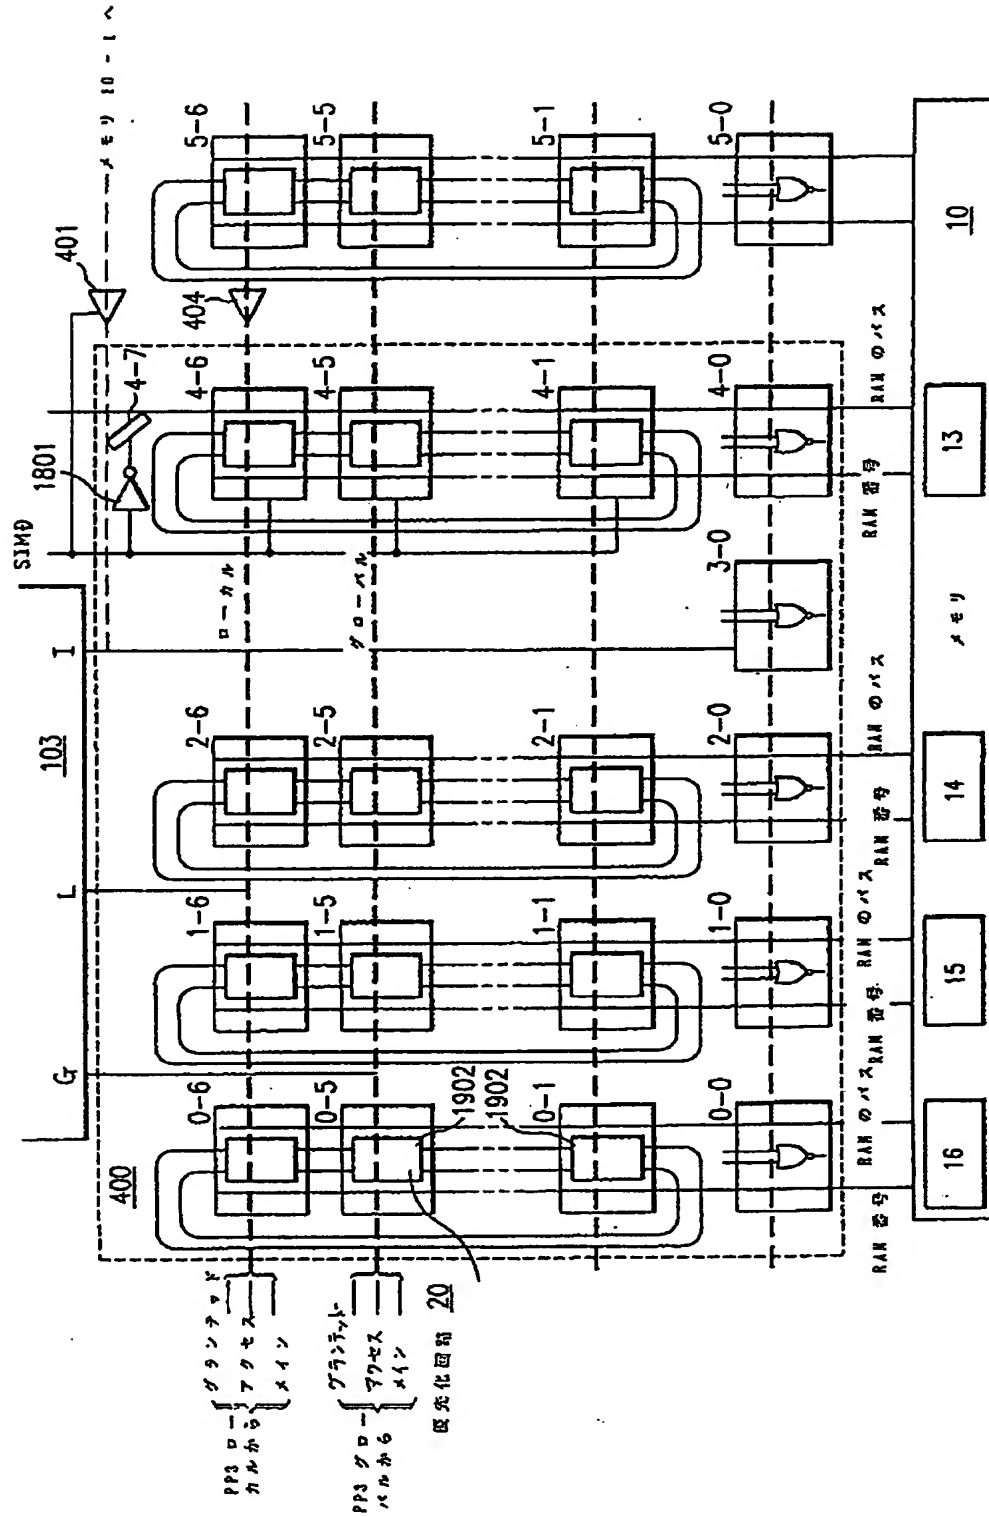 メモリ 10-1 へ
401
SIMD
103
I
L
G
1801
4-7
404
400
ローカル
グローバル
0-6
1-6
2-6
4-6
5-6
0-5
1-5
2-5
4-5
5-5
1902
1902
0-1
1-1
2-1
4-1
5-1
0-0
1-0
2-0
3-0
4-0
5-0
PP3 ローカルから
グランテッド
アクセス
メイン
PP3 グローバルから
グランテッド
アクセス
メイン
優先化回路 20
RAM 番号
RAM のバス
RAM 番号
RAM のバス
RAM 番号
RAM のバス
RAM 番号
RAM のバス
16
15
14
メモリ
13
10